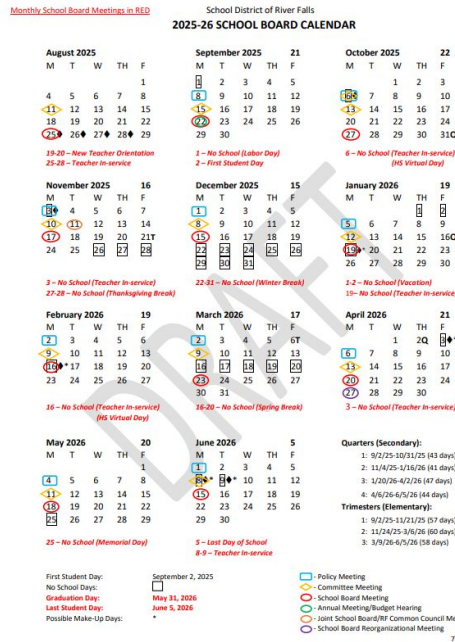 Monthly School Board Meetings in RED
School District of River Falls
2025-26 SCHOOL BOARD CALENDAR
August 2025
M T W TH F
1
4 5 6 7 8
11 12 13 14 15
18 19 20 21 22
25♦ 26♦ 27♦ 28♦ 29
19-20 – New Teacher Orientation
25-28 – Teacher In-service
September 2025 21
M T W TH F
1 2 3 4 5
8 9 10 11 12
15 16 17 18 19
22 23 24 25 26
29 30
1 – No School (Labor Day)
2 – First Student Day
October 2025 22
M T W TH F
1 2 3
6 7 8 9 10
13 14 15 16 17
20 21 22 23 24
27 28 29 30 31Q
6 – No School (Teacher In-service)
(HS Virtual Day)
November 2025 16
M T W TH F
3♦ 4 5 6 7
10 11 12 13 14
17 18 19 20 21T
24 25 26 27 28
3 – No School (Teacher In-service)
27-28 – No School (Thanksgiving Break)
December 2025 15
M T W TH F
1 2 3 4 5
8 9 10 11 12
15 16 17 18 19
22 23 24 25 26
29 30 31
22-31 – No School (Winter Break)
January 2026 19
M T W TH F
1 2
5 6 7 8 9
12 13 14 15 16Q
19♦* 20 21 22 23
26 27 28 29 30
1-2 – No School (Vacation)
19– No School (Teacher In-service)
February 2026 19
M T W TH F
2 3 4 5 6
9 10 11 12 13
16♦* 17 18 19 20
23 24 25 26 27
16 – No School (Teacher In-service)
(HS Virtual Day)
March 2026 17
M T W TH F
2 3 4 5 6T
9 10 11 12 13
16 17 18 19 20
23 24 25 26 27
30 31
16-20 – No School (Spring Break)
April 2026 21
M T W TH F
1 2Q 3♦*
6 7 8 9 10
13 14 15 16 17
20 21 22 23 24
27 28 29 30
3 – No School (Teacher In-service)
May 2026 20
M T W TH F
1
4 5 6 7 8
11 12 13 14 15
18 19 20 21 22
25 26 27 28 29
25 – No School (Memorial Day)
June 2026 5
M T W TH F
1 2 3 4 5
8♦* 9♦* 10 11 12
15 16 17 18 19
22 23 24 25 26
29 30
5 – Last Day of School
8-9 – Teacher In-service
Quarters (Secondary):
1: 9/2/25-10/31/25 (43 days)
2: 11/4/25-1/16/26 (41 days)
3: 1/20/26-4/2/26 (47 days)
4: 4/6/26-6/5/26 (44 days)
Trimesters (Elementary):
1: 9/2/25-11/21/25 (57 days)
2: 11/24/25-3/6/26 (60 days)
3: 3/9/26-6/5/26 (58 days)
First Student Day: September 2, 2025
No School Days:
Graduation Day: May 31, 2026
Last Student Day: June 5, 2026
Possible Make-Up Days: *
- Policy Meeting
- Committee Meeting
- School Board Meeting
- Annual Meeting/Budget Hearing
- Joint School Board/RF Common Council Me
- School Board Reorganizational Meeting
7
DRAFT